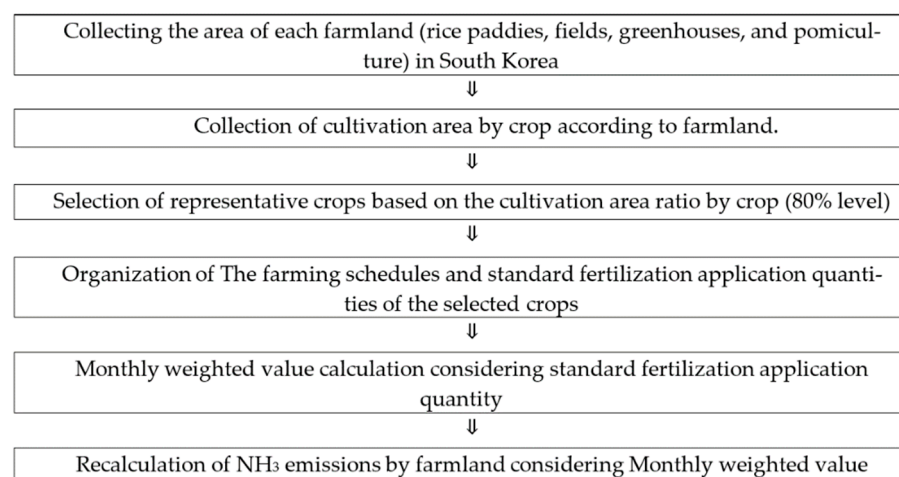 Collecting the area of each farmland (rice paddies, fields, greenhouses, and pomicul-
ture) in South Korea
⇓
Collection of cultivation area by crop according to farmland.
⇓
Selection of representative crops based on the cultivation area ratio by crop (80% level)
⇓
Organization of The farming schedules and standard fertilization application quanti-
ties of the selected crops
⇓
Monthly weighted value calculation considering standard fertilization application
quantity
⇓
Recalculation of NH₃ emissions by farmland considering Monthly weighted value